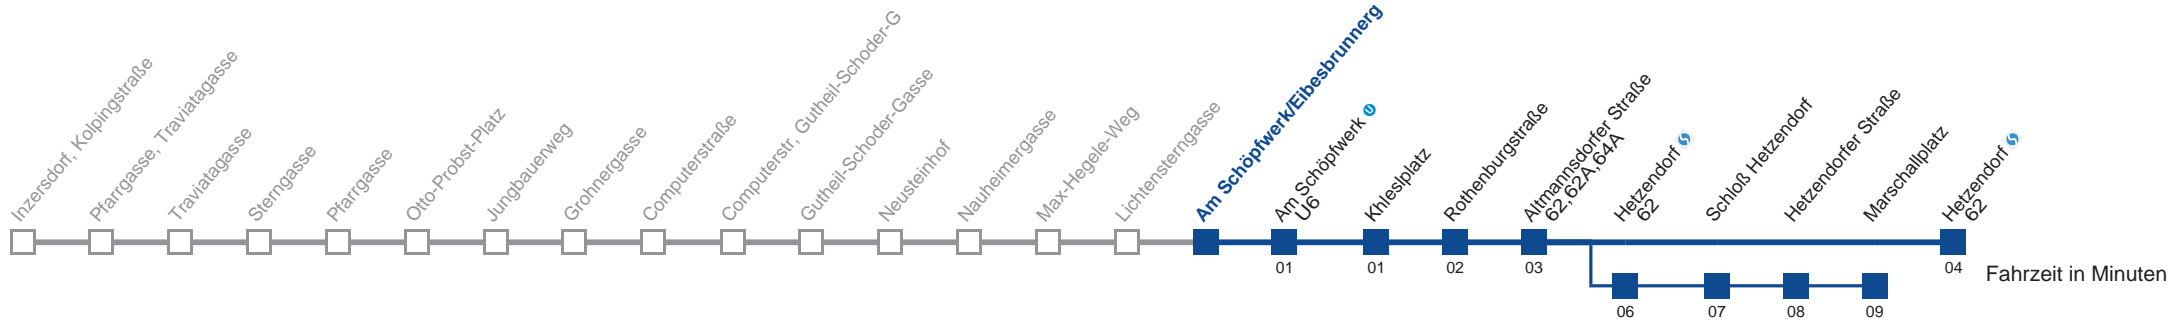 Inzersdorf, Kolpingstraße
Pfarrgasse, Traviatagasse
Traviatagasse
Sterngasse
Pfarrgasse
Otto-Probst-Platz
Jungbauerweg
Grohnergasse
Computerstraße
Computerstr, Gutheil-Schoder-G
Gutheil-Schoder-Gasse
Neusteinhof
Nauheimergasse
Max-Hegele-Weg
Lichtensterngasse
Am Schöpfwerk/Eibesbrunnerg
Am Schöpfwerk U
U6
Khleslplatz
Rothenburgstraße
Altmannsdorfer Straße
62,62A,64A
Hetzendorf
62
Schloß Hetzendorf
Hetzendorfer Straße
Marschallplatz
Hetzendorf
62
01
01
02
03
04
Fahrzeit in Minuten
06
07
08
09